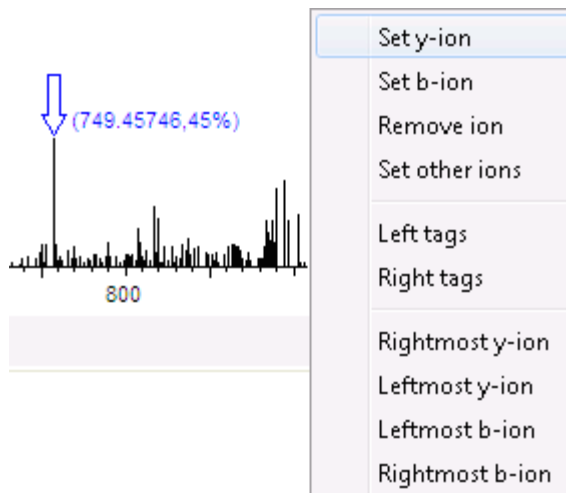 (749.45746,45%)
800
Set y-ion
Set b-ion
Remove ion
Set other ions
Left tags
Right tags
Rightmost y-ion
Leftmost y-ion
Leftmost b-ion
Rightmost b-ion